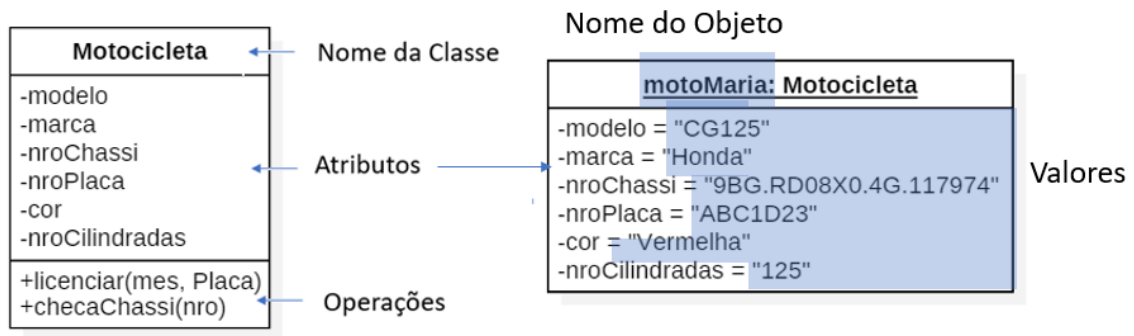 Motocicleta
-modelo
-marca
-nroChassi
-nroPlaca
-cor
-nroCilindradas
+licenciar(mes, Placa)
+checaChassi(nro)
Nome da Classe
Atributos
Operações
Nome do Objeto
motoMaria: Motocicleta
-modelo = "CG125"
-marca = "Honda"
-nroChassi = "9BG.RD08X0.4G.117974"
-nroPlaca = "ABC1D23"
-cor = "Vermelha"
-nroCilindradas = "125"
Valores